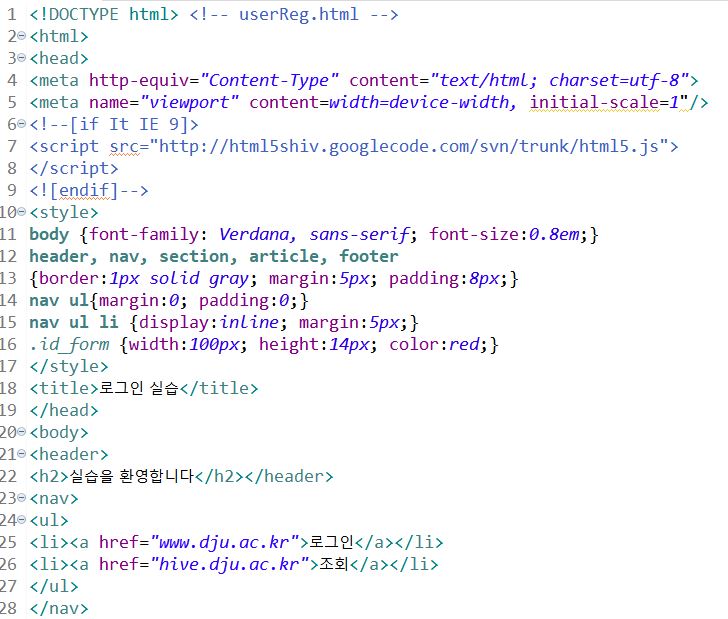 1 <!DOCTYPE html> <!-- userReg.html -->
2 <html>
3 <head>
4 <meta http-equiv="Content-Type" content="text/html; charset=utf-8">
5 <meta name="viewport" content=width=device-width, initial-scale=1"/>
6 <!--[if It IE 9]>
7 <script src="http://html5shiv.googlecode.com/svn/trunk/html5.js">
8 </script>
9 <![endif]-->
10 <style>
11 body {font-family: Verdana, sans-serif; font-size:0.8em;}
12 header, nav, section, article, footer
13 {border:1px solid gray; margin:5px; padding:8px;}
14 nav ul{margin:0; padding:0;}
15 nav ul li {display:inline; margin:5px;}
16 .id_form {width:100px; height:14px; color:red;}
17 </style>
18 <title>로그인 실습</title>
19 </head>
20 <body>
21 <header>
22 <h2>실습을 환영합니다</h2></header>
23 <nav>
24 <ul>
25 <li><a href="www.dju.ac.kr">로그인</a></li>
26 <li><a href="hive.dju.ac.kr">조회</a></li>
27 </ul>
28 </nav>